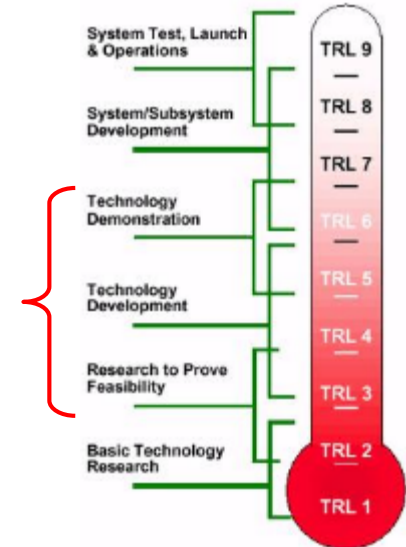 System Test, Launch
& Operations
System/Subsystem
Development
Technology
Demonstration
Technology
Development
Research to Prove
Feasibility
Basic Technology
Research
TRL 9
TRL 8
TRL 7
TRL 6
TRL 5
TRL 4
TRL 3
TRL 2
TRL 1